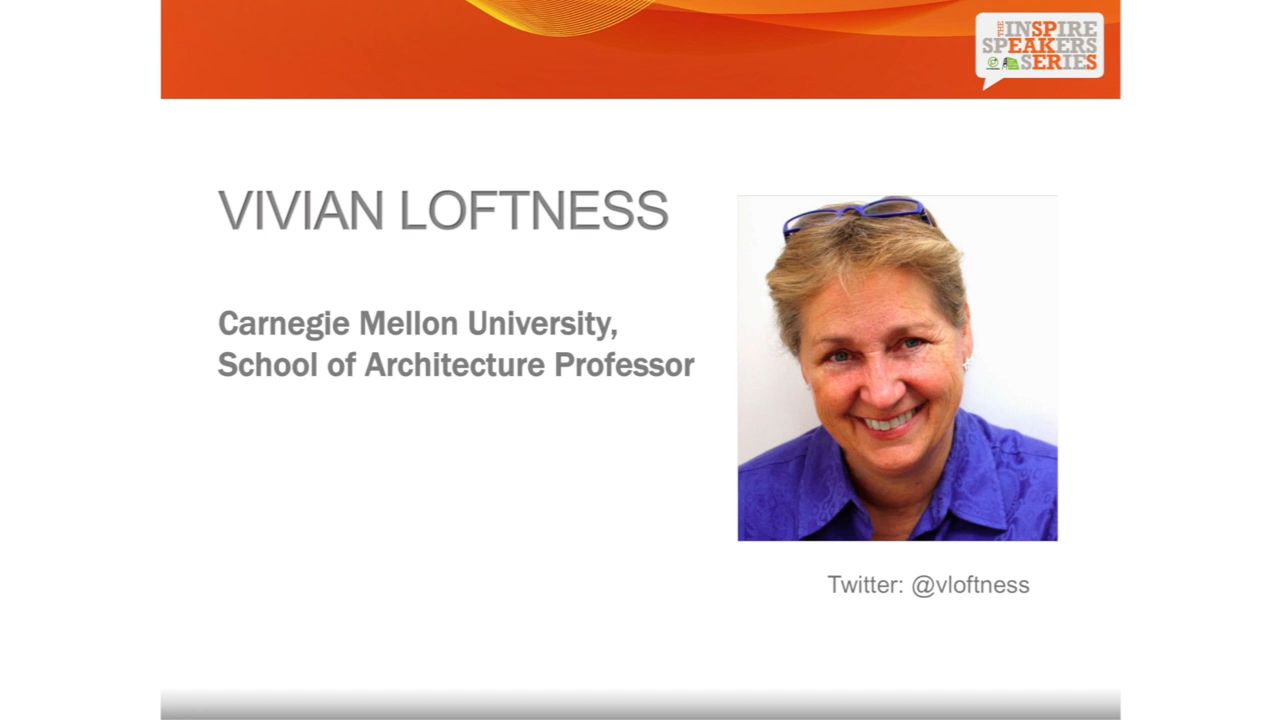 THE INSPIRE
SPEAKERS
SERIES
VIVIAN LOFTNESS
Carnegie Mellon University,
School of Architecture Professor
Twitter: @vloftness